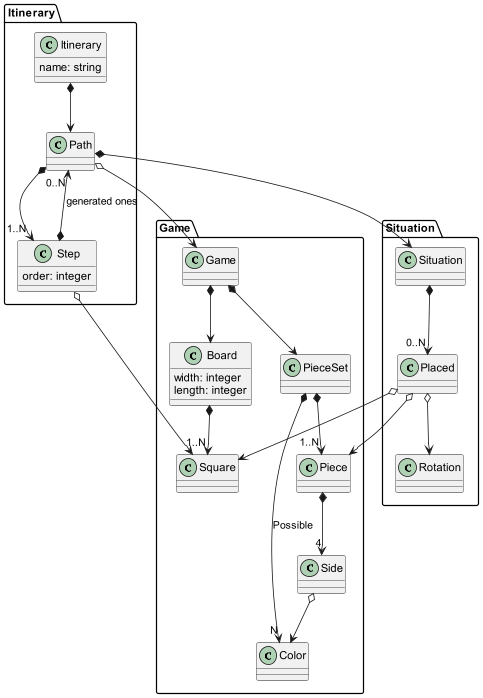 Itinerary
C Itinerary
name: string
C Path
0..N
generated ones
1..N
C Step
order: integer
Game
C Game
C Board
width: integer
length: integer
C PieceSet
1..N
C Square
1..N
C Piece
Possible
4
C Side
N
C Color
Situation
C Situation
0..N
C Placed
C Rotation